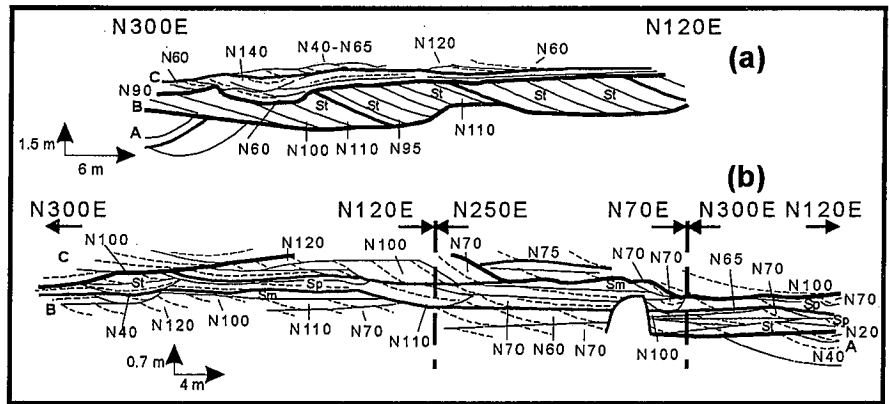 N300E N120E
(a)
N60 N140 N40-N65 N120 N60
C
N90
B
St St St St St
A
N60 N100 N110 N95 N110
1.5 m
6 m
(b)
N300E N120E N250E N70E N300E N120E
C N100 N120 N100 N70 N75 N70 N70 N65 N70 N100
St Sp Sm Sp N70
Sm Sp
B St N20
N40 N120 N100 N110 N70 N110 N70 N60 N70 N100 N40 A
0.7 m
4 m